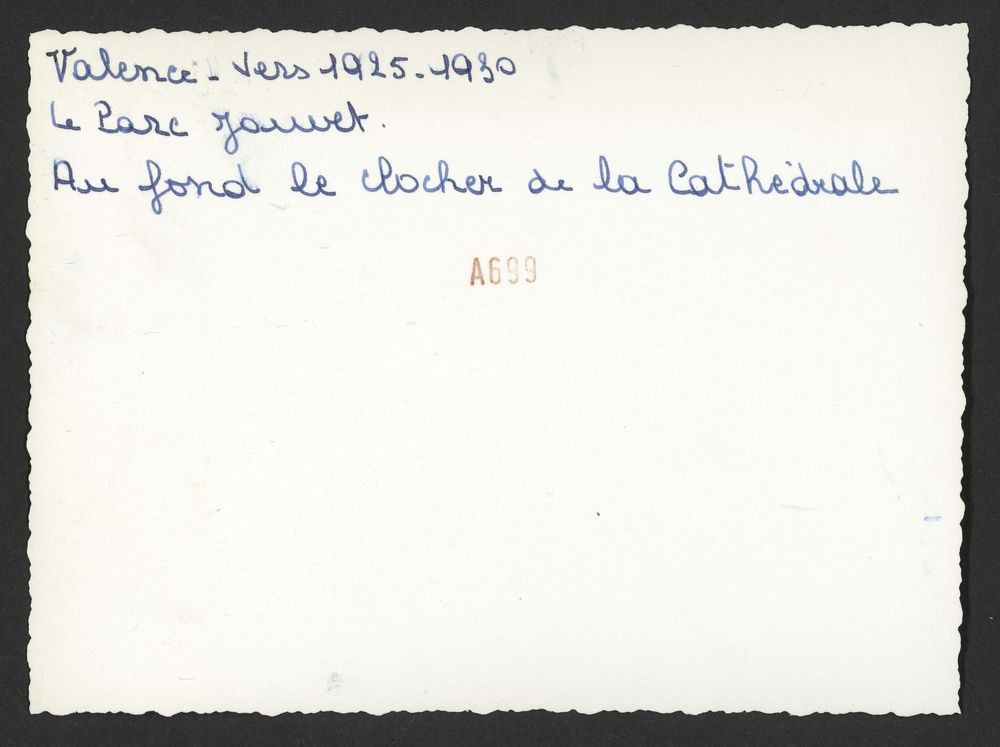 Valence - Vers 1925-1930
Le Parc Jouvet.
Au fond le clocher de la Cathédrale
A699